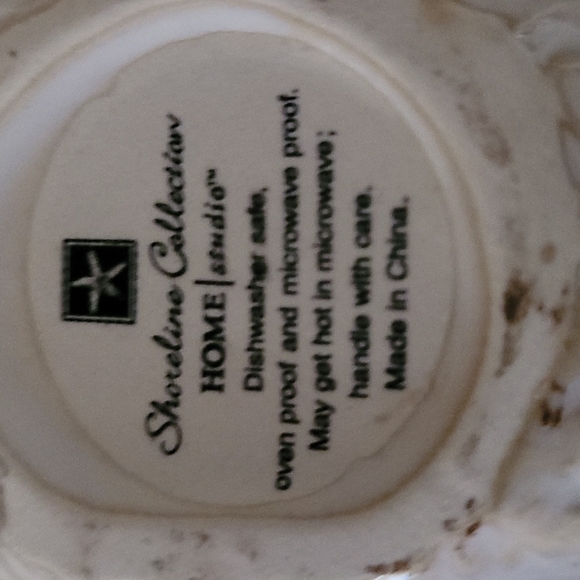 Shoreline Collection
HOME|studio™
Dishwasher safe,
oven proof and microwave proof.
May get hot in microwave;
handle with care.
Made in China.